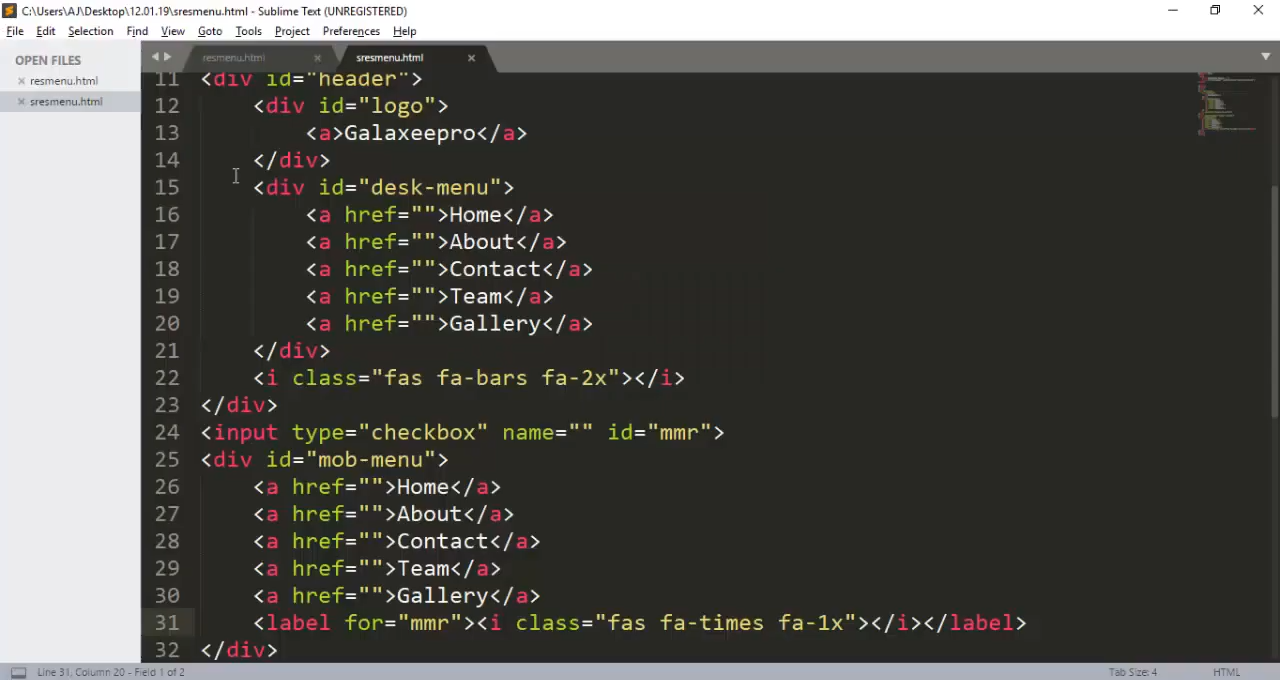 C:\Users\AJ\Desktop\12.01.19\sresmenu.html - Sublime Text (UNREGISTERED)
File Edit Selection Find View Goto Tools Project Preferences Help
OPEN FILES
resmenu.html
sresmenu.html
resmenu.html
sresmenu.html
11 <div id="header">
12 <div id="logo">
13 <a>Galaxeepro</a>
14 </div>
15 <div id="desk-menu">
16 <a href="">Home</a>
17 <a href="">About</a>
18 <a href="">Contact</a>
19 <a href="">Team</a>
20 <a href="">Gallery</a>
21 </div>
22 <i class="fas fa-bars fa-2x"></i>
23 </div>
24 <input type="checkbox" name="" id="mmr">
25 <div id="mob-menu">
26 <a href="">Home</a>
27 <a href="">About</a>
28 <a href="">Contact</a>
29 <a href="">Team</a>
30 <a href="">Gallery</a>
31 <label for="mmr"><i class="fas fa-times fa-1x"></i></label>
32 </div>
Line 31, Column 20 - Field 1 of 2
Tab Size: 4
HTML